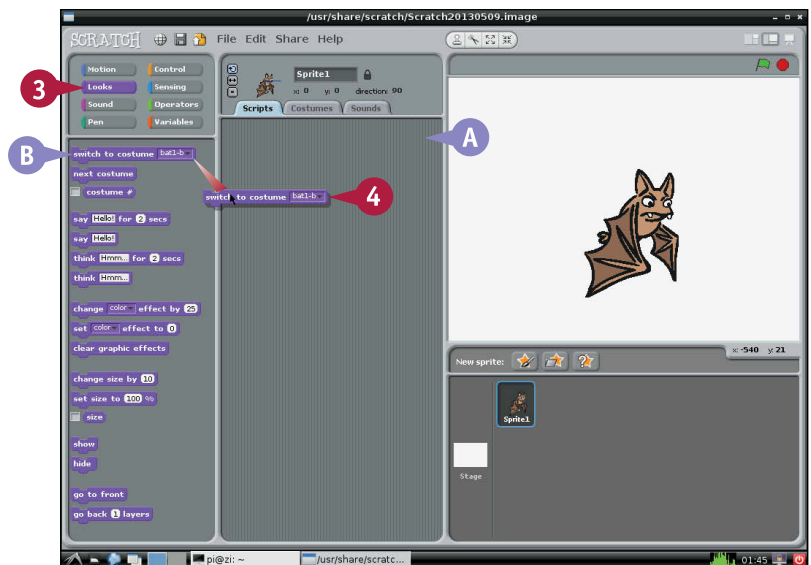 /usr/share/scratch/Scratch20130509.image
SCRATCH File Edit Share Help
Motion Control
Looks Sensing
Sound Operators
Pen Variables
3
Sprite1
x: 0 y: 0 direction: 90
Scripts Costumes Sounds
A
B
switch to costume bat1-b
next costume
costume #
say Hello! for 2 secs
say Hello!
think Hmm... for 2 secs
think Hmm...
change color effect by 25
set color effect to 0
clear graphic effects
change size by 10
set size to 100 %
size
show
hide
go to front
go back 1 layers
switch to costume bat1-b
4
x: -540 y: 21
New sprite:
Sprite1
Stage
pi@zi: ~
/usr/share/scratc...
01:45